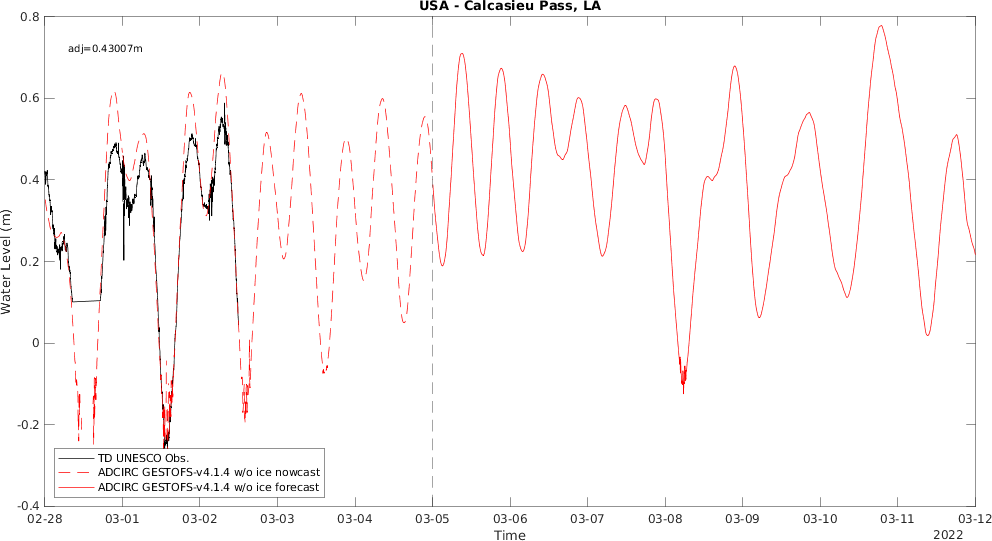 USA - Calcasieu Pass, LA
adj=0.43007m
0.8
0.6
0.4
0.2
0
-0.2
-0.4
Water Level (m)
TD UNESCO Obs.
ADCIRC GESTOFS-v4.1.4 w/o ice nowcast
ADCIRC GESTOFS-v4.1.4 w/o ice forecast
02-28 03-01 03-02 03-03 03-04 03-05 03-06 03-07 03-08 03-09 03-10 03-11 03-12
Time
2022